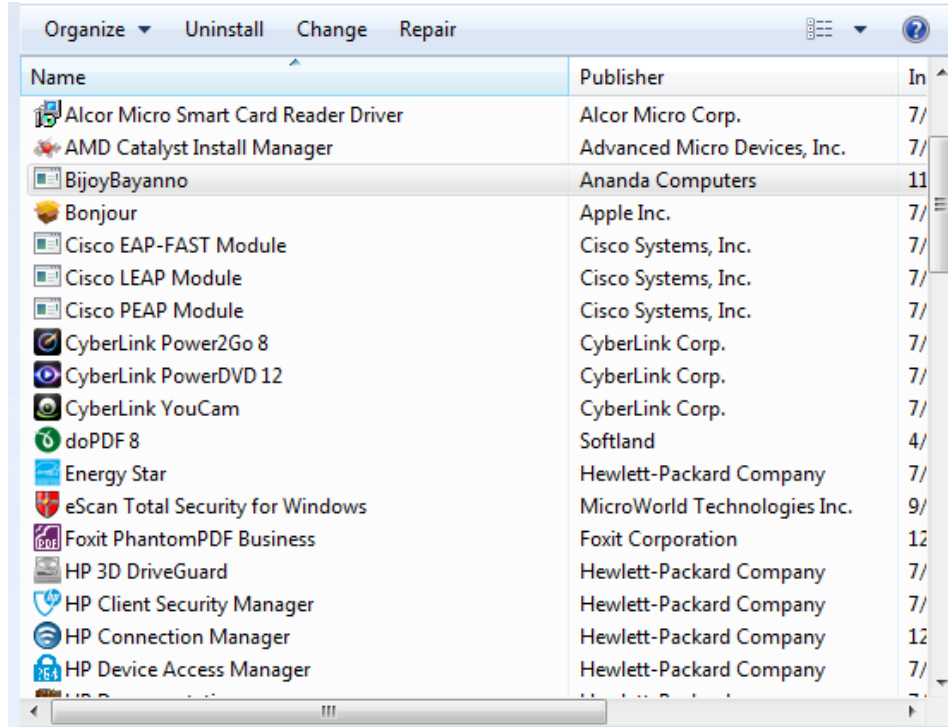 Organize Uninstall Change Repair
Name Publisher In
Alcor Micro Smart Card Reader Driver Alcor Micro Corp. 7/
AMD Catalyst Install Manager Advanced Micro Devices, Inc. 7/
BijoyBayanno Ananda Computers 11
Bonjour Apple Inc. 7/
Cisco EAP-FAST Module Cisco Systems, Inc. 7/
Cisco LEAP Module Cisco Systems, Inc. 7/
Cisco PEAP Module Cisco Systems, Inc. 7/
CyberLink Power2Go 8 CyberLink Corp. 7/
CyberLink PowerDVD 12 CyberLink Corp. 7/
CyberLink YouCam CyberLink Corp. 7/
doPDF 8 Softland 4/
Energy Star Hewlett-Packard Company 7/
eScan Total Security for Windows MicroWorld Technologies Inc. 9/
Foxit PhantomPDF Business Foxit Corporation 12
HP 3D DriveGuard Hewlett-Packard Company 7/
HP Client Security Manager Hewlett-Packard Company 7/
HP Connection Manager Hewlett-Packard Company 12
HP Device Access Manager Hewlett-Packard Company 7/